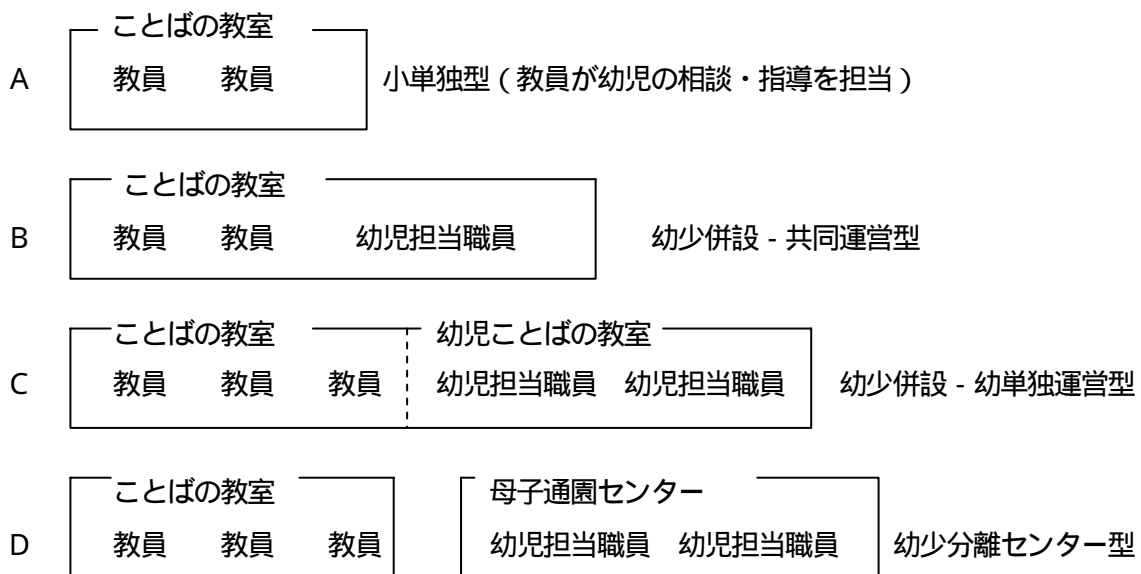 ことばの教室
A 教員 教員 小単独型（教員が幼児の相談・指導を担当）
ことばの教室
B 教員 教員 幼児担当職員 幼少併設 - 共同運営型
ことばの教室 幼児ことばの教室
C 教員 教員 教員 幼児担当職員 幼児担当職員 幼少併設 - 幼単独運営型
ことばの教室 母子通園センター
D 教員 教員 教員 幼児担当職員 幼児担当職員 幼少分離センター型